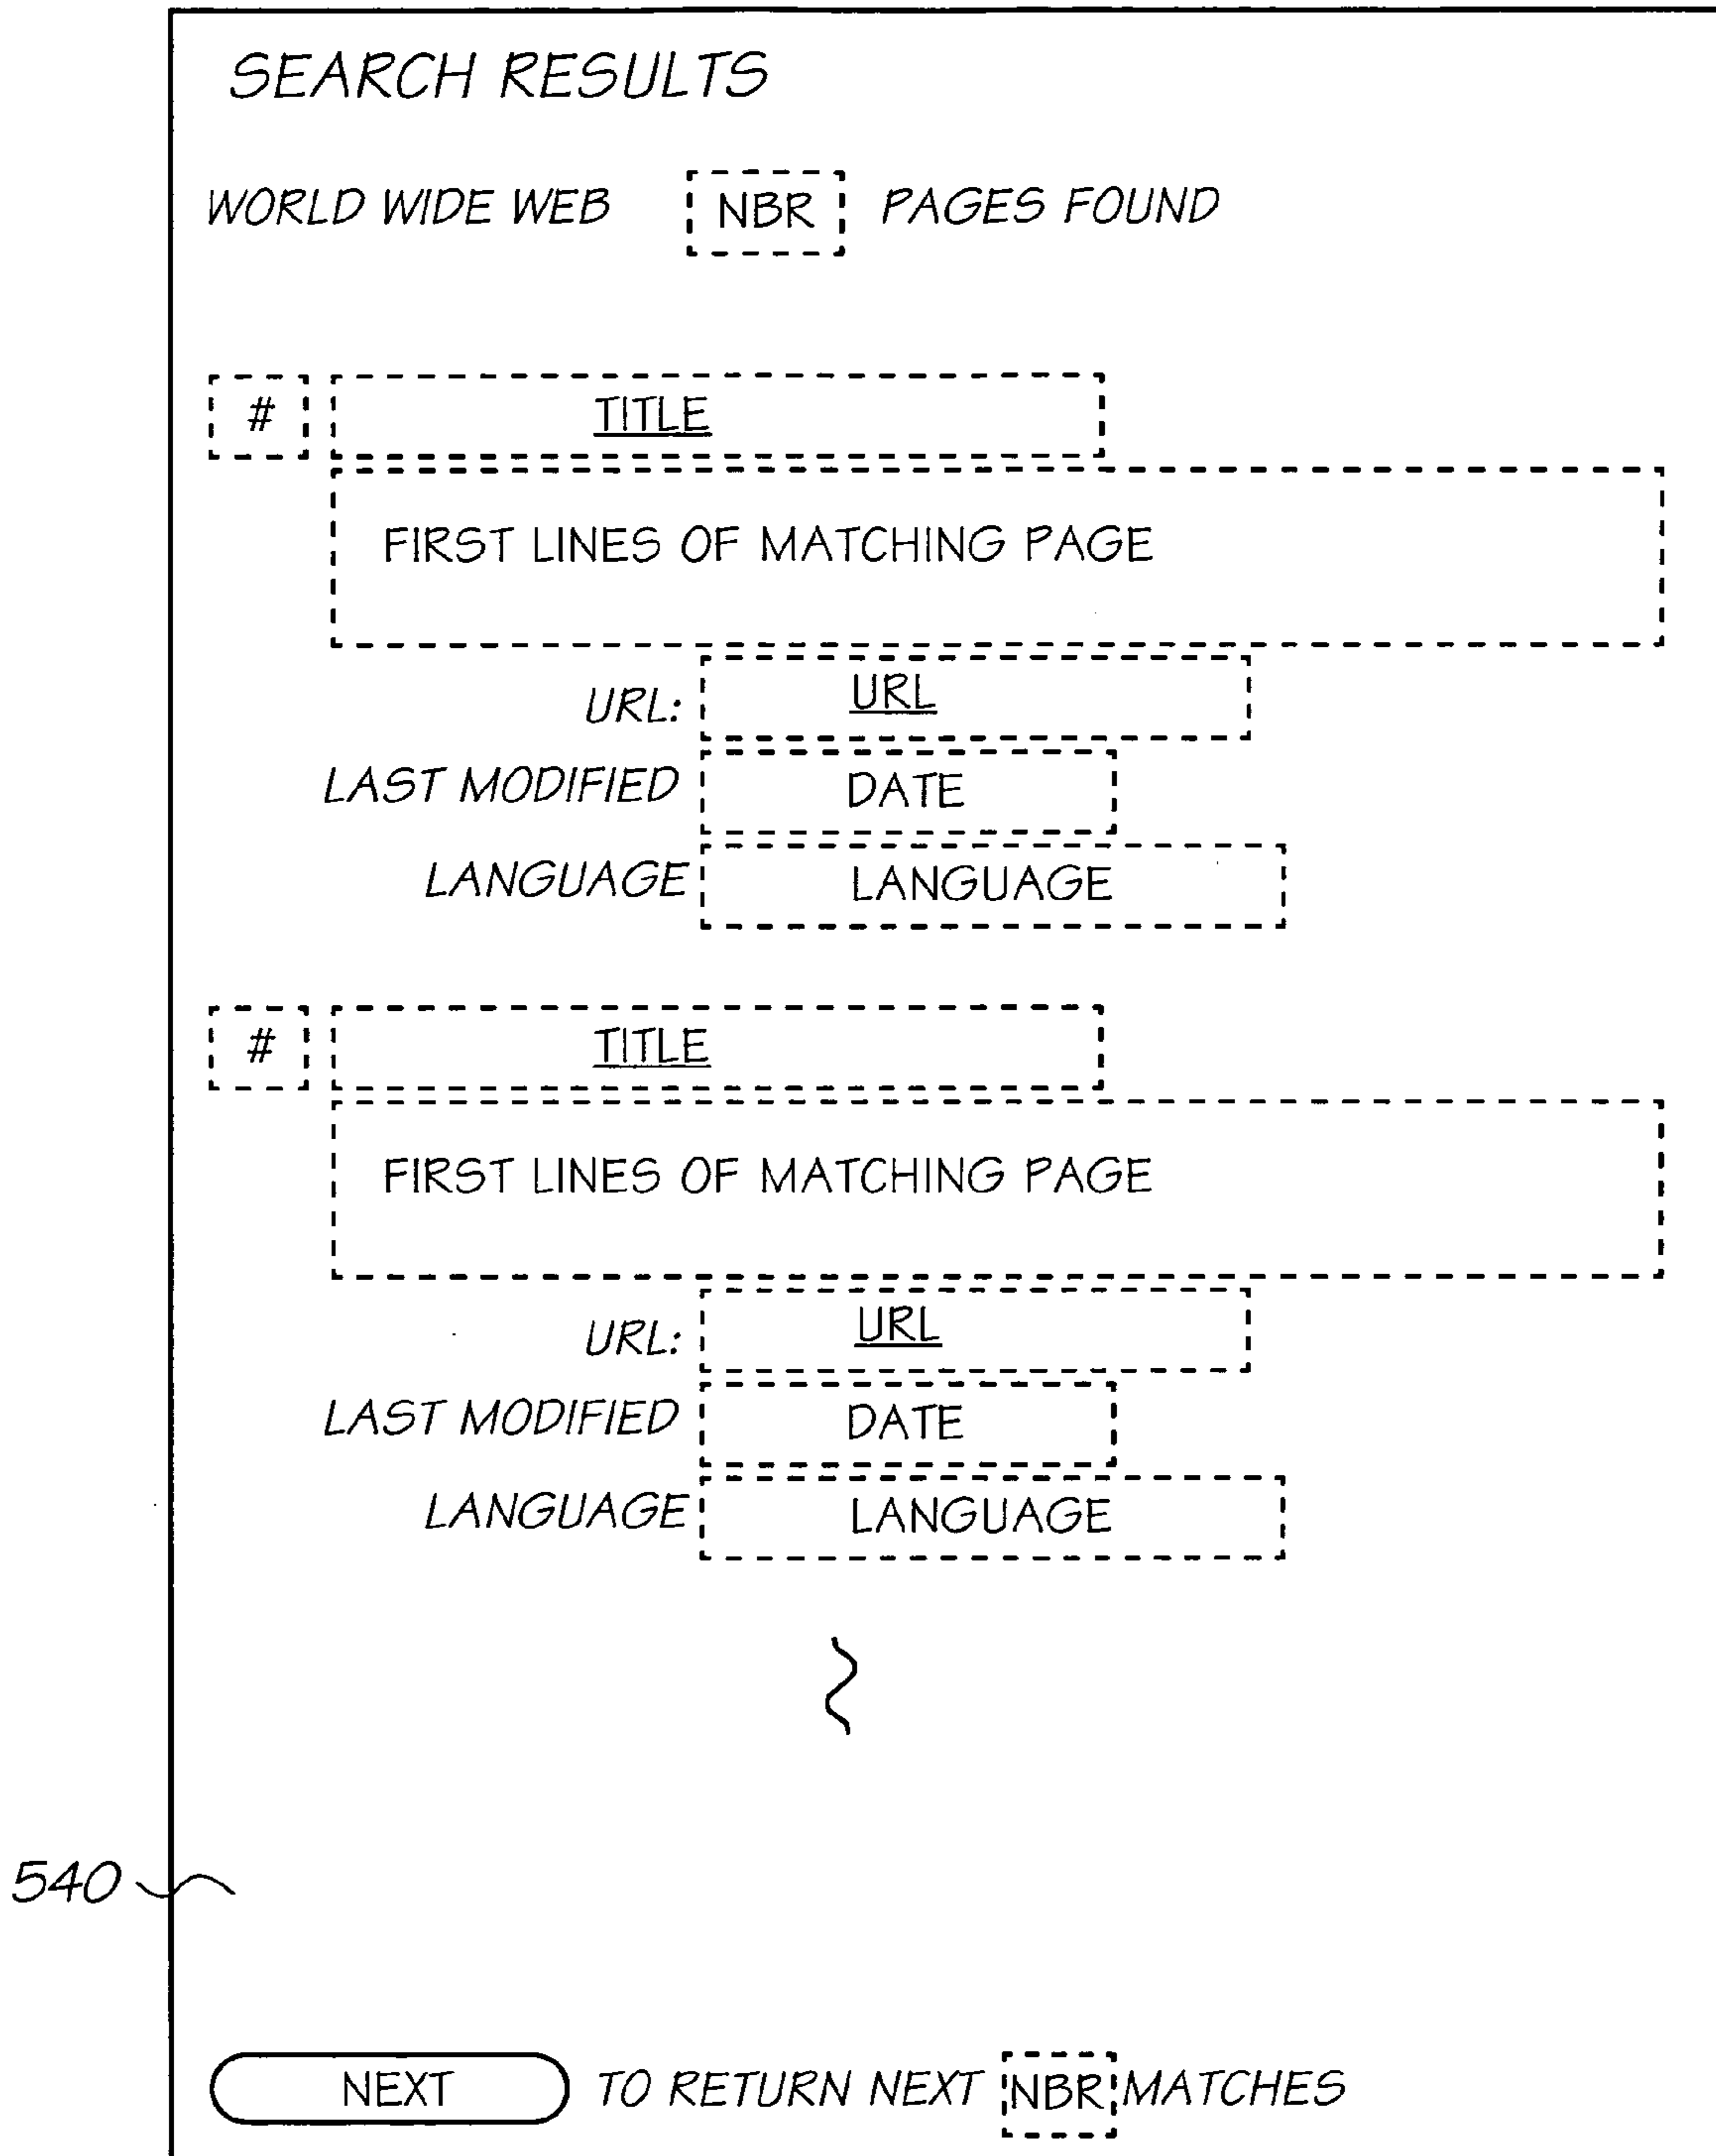 SEARCH RESULTS
WORLD WIDE WEB NBR PAGES FOUND
# TITLE
FIRST LINES OF MATCHING PAGE
URL: URL
LAST MODIFIED DATE
LANGUAGE LANGUAGE
# TITLE
FIRST LINES OF MATCHING PAGE
URL: URL
LAST MODIFIED DATE
LANGUAGE LANGUAGE
540
NEXT TO RETURN NEXT NBR MATCHES